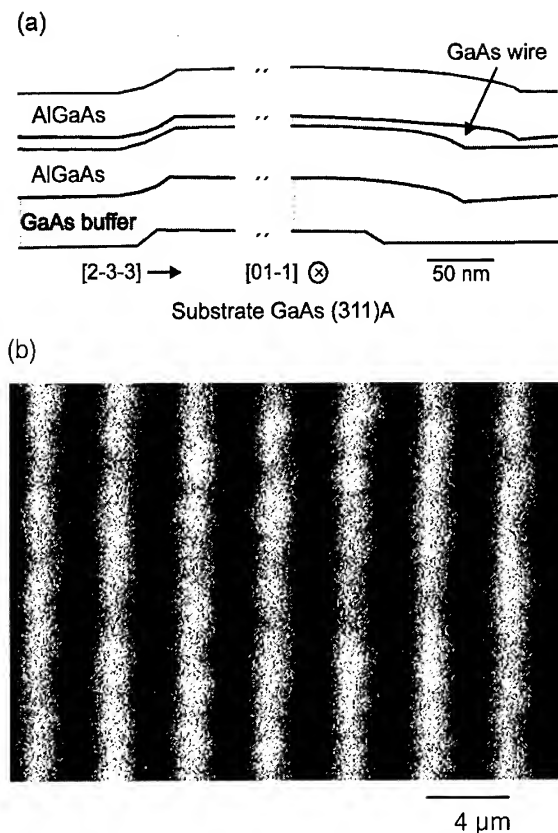 (a)
GaAs wire
AlGaAs
AlGaAs
GaAs buffer
[2-3-3]
[01-1]
50 nm
Substrate GaAs (311)A
(b)
4 µm